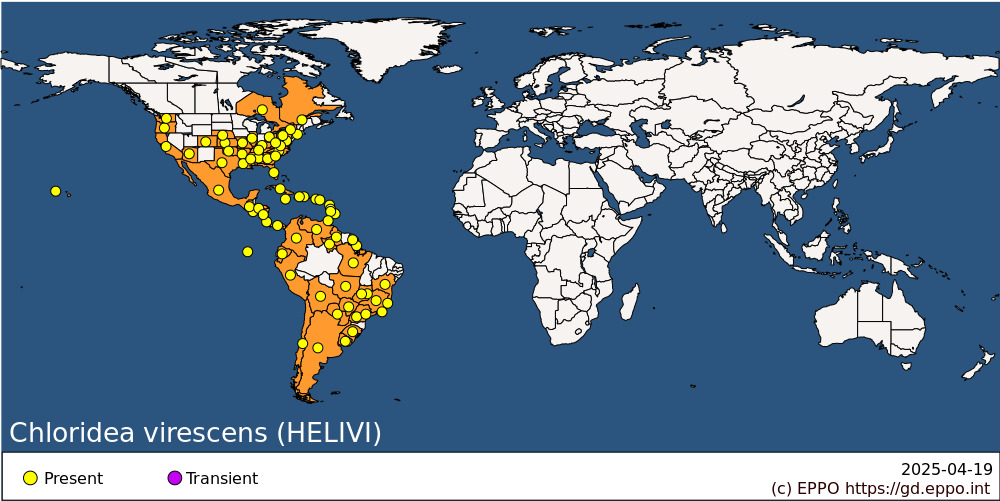 Chloridea virescens (HELIVI)
Present
Transient
2025-04-19
(c) EPPO https://gd.eppo.int